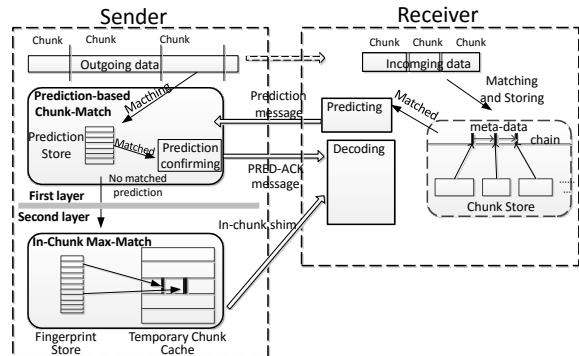 Sender
Receiver
Chunk
Chunk
Chunk
Outgoing data
Chunk
Chunk
Chunk
Incomging data
Macthing
Prediction-based
Chunk-Match
Prediction
Store
Matched
Prediction
confirming
Prediction
message
Predicting
Matched
Matching
and Storing
meta-data
chain
Chunk Store
Decoding
PRED-ACK
message
No matched
prediction
First layer
Second layer
In-chunk shim
In-Chunk Max-Match
Fingerprint
Store
Temporary Chunk
Cache